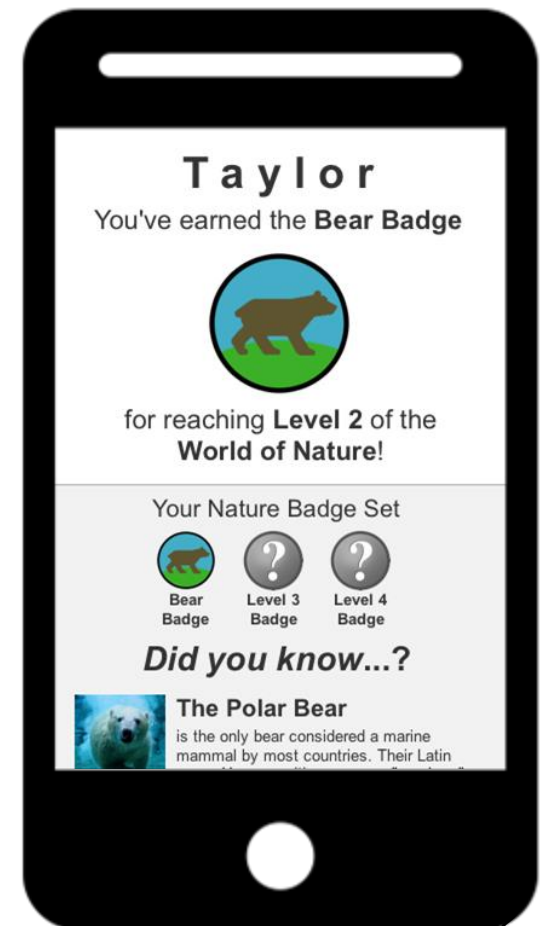 Taylor
You've earned the Bear Badge
for reaching Level 2 of the
World of Nature!
Your Nature Badge Set
? ?
Bear Level 3 Level 4
Badge Badge Badge
Did you know...?
The Polar Bear
is the only bear considered a marine
mammal by most countries. Their Latin